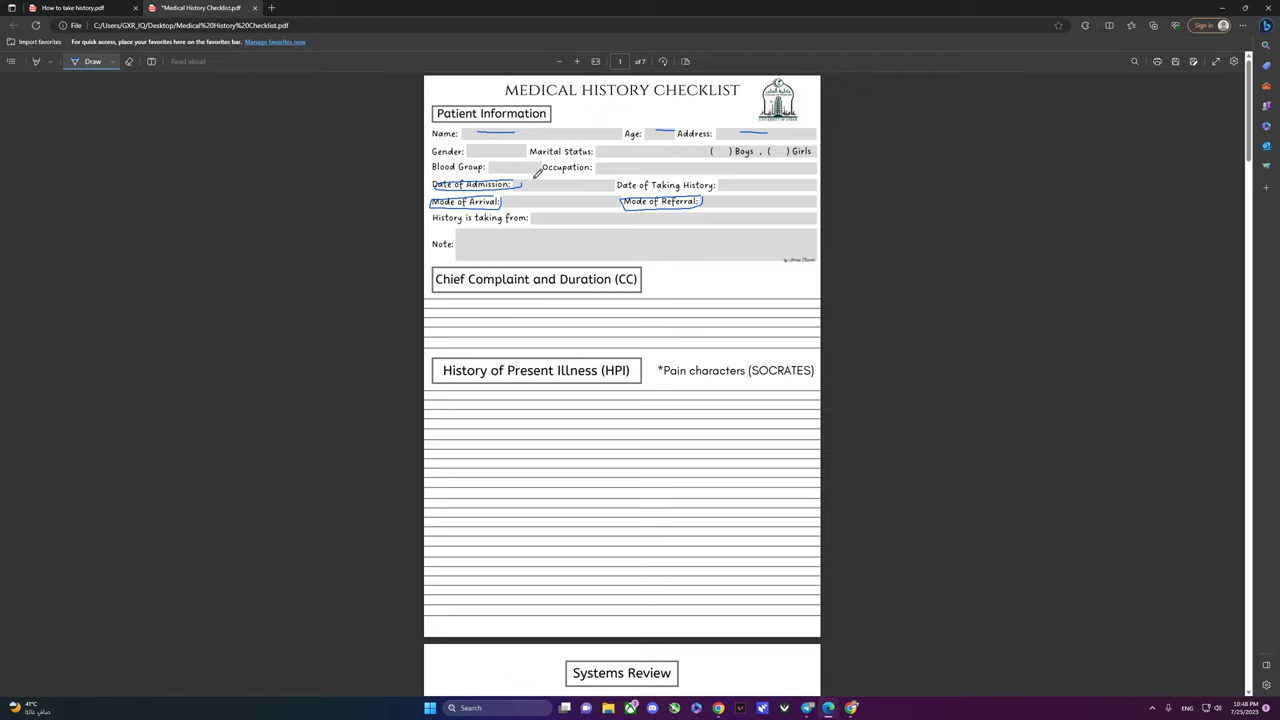 How to take history.pdf
*Medical History Checklist.pdf
File
C:/Users/GXR_IQ/Desktop/Medical%20History%20Checklist.pdf
Sign in
Import favorites
For quick access, place your favorites here on the favorites bar.
Manage favorites now
Draw
Read aloud
1
of 7
MEDICAL HISTORY CHECKLIST
Patient Information
Name:
Age:
Address:
Gender:
Marital Status:
( ) Boys , ( ) Girls
Blood Group:
Occupation:
Date of Admission:
Date of Taking History:
Mode of Arrival:
Mode of Referral:
History is taking from:
Note:
Chief Complaint and Duration (CC)
History of Present Illness (HPI)
*Pain characters (SOCRATES)
Systems Review
41°C
صافي غالبًا
Search
ENG
10:48 PM
7/25/2023